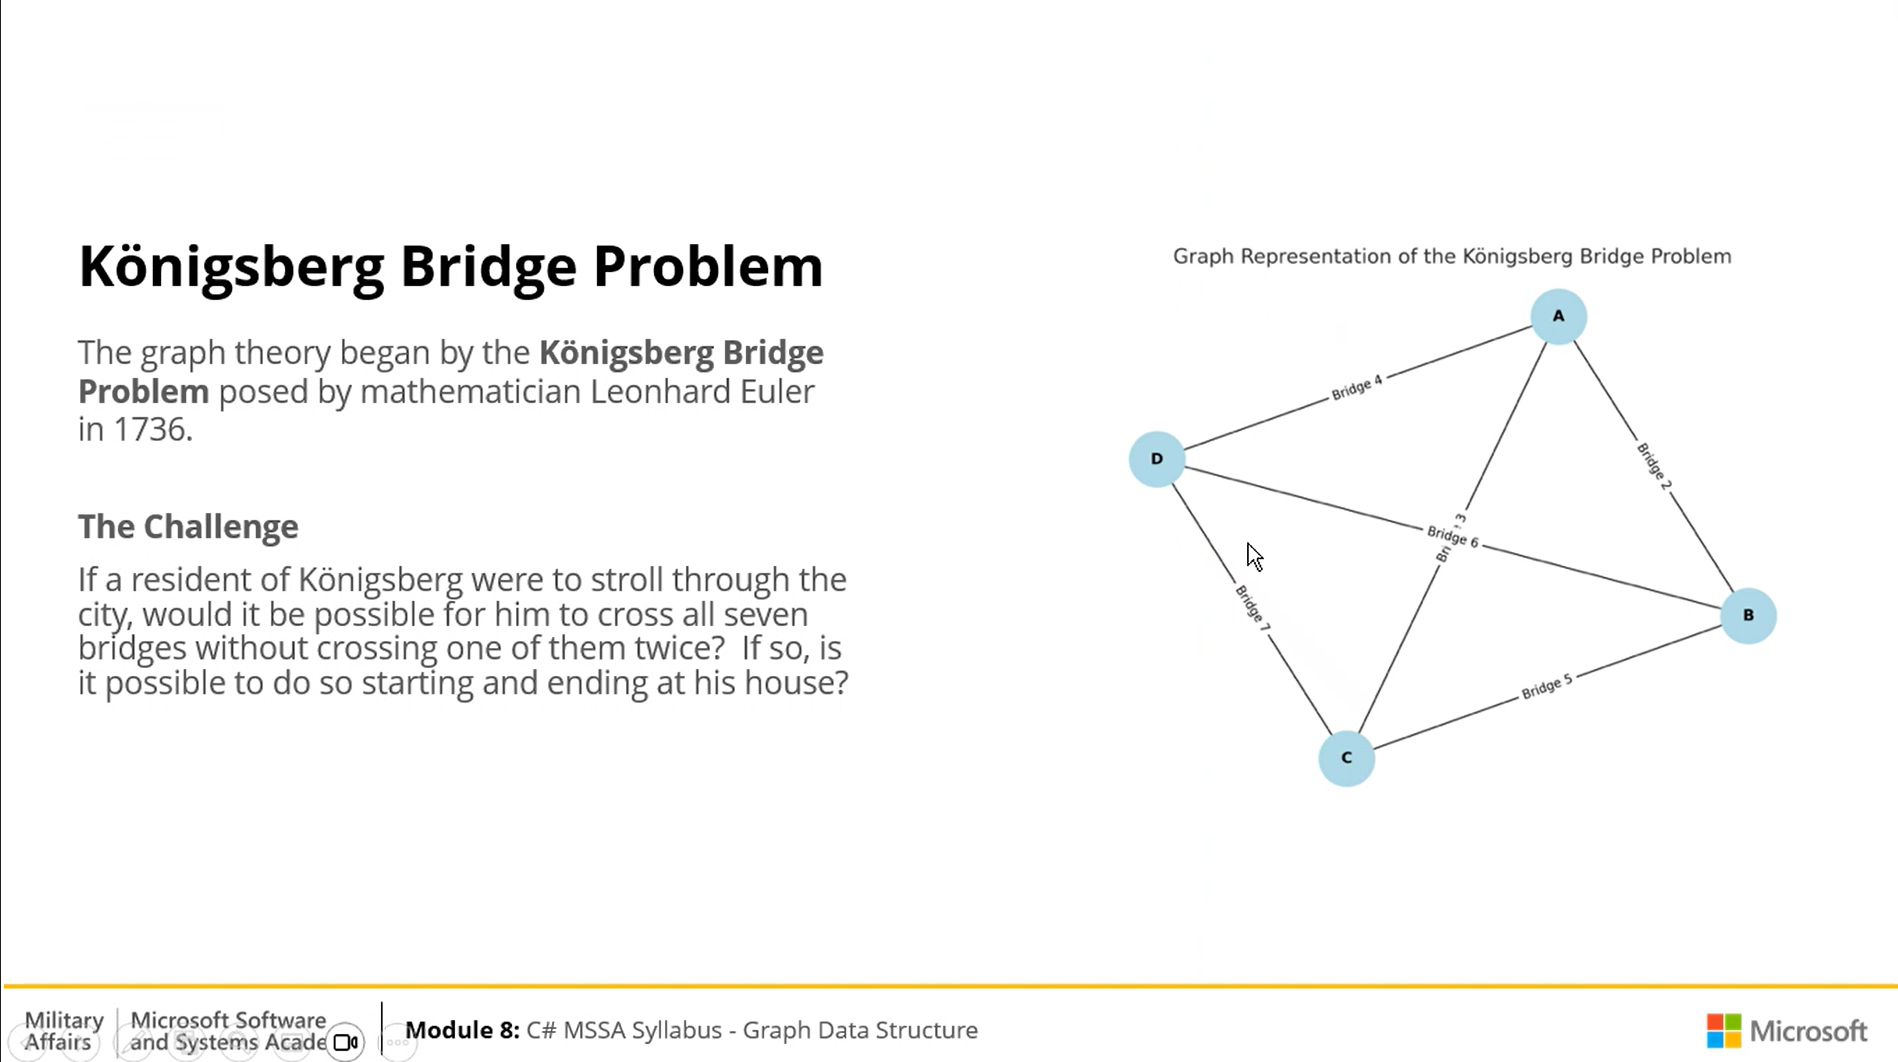 Königsberg Bridge Problem
The graph theory began by the Königsberg Bridge
Problem posed by mathematician Leonhard Euler
in 1736.
The Challenge
If a resident of Königsberg were to stroll through the
city, would it be possible for him to cross all seven
bridges without crossing one of them twice?  If so, is
it possible to do so starting and ending at his house?
Graph Representation of the Königsberg Bridge Problem
A
Bridge 4
Bridge 2
D
3
Bridge 6
Bridge 7
B
Bridge 5
C
Military
Affairs
Microsoft Software
and Systems Acade
Module 8: C# MSSA Syllabus - Graph Data Structure
Microsoft